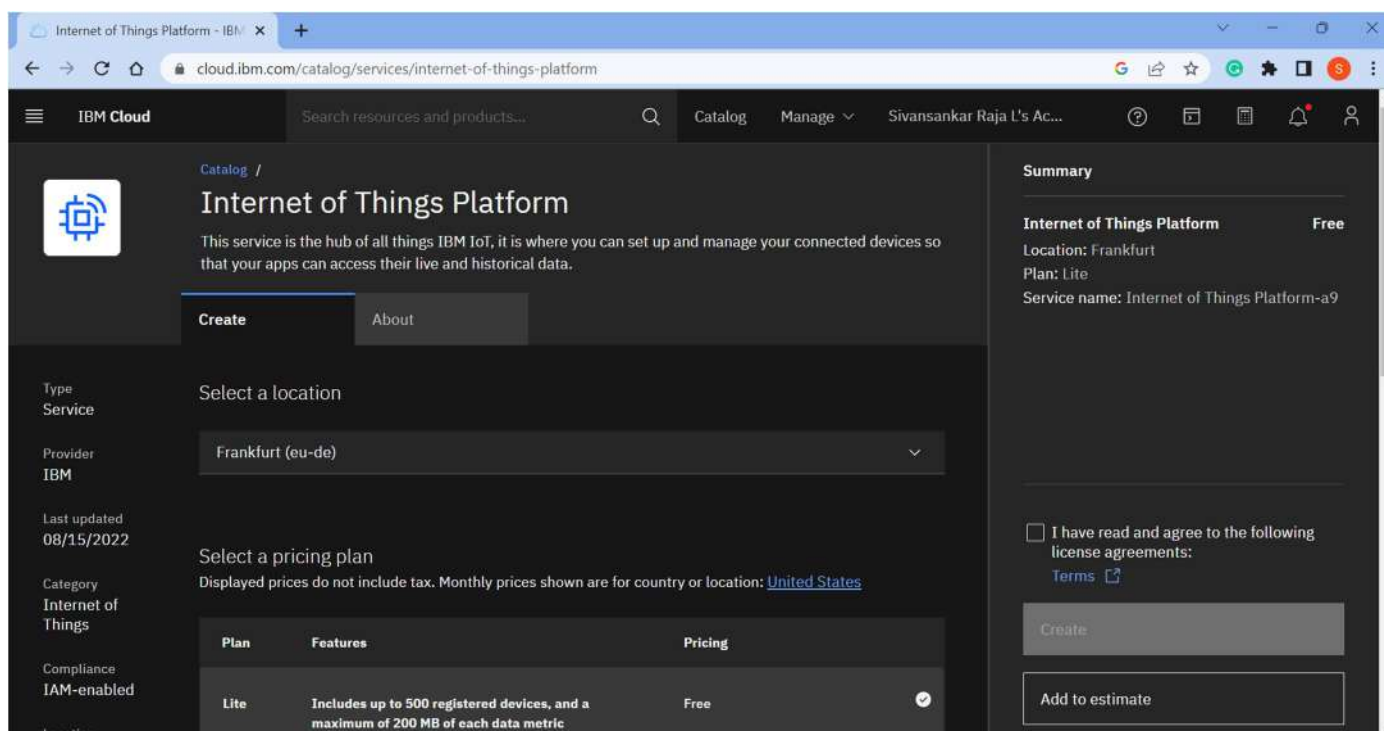 Internet of Things Platform - IBM
cloud.ibm.com/catalog/services/internet-of-things-platform
G
S
IBM Cloud
Search resources and products...
Catalog
Manage
Sivansankar Raja L's Ac...
Catalog /
Internet of Things Platform
This service is the hub of all things IBM IoT, it is where you can set up and manage your connected devices so
that your apps can access their live and historical data.
Create
About
Type
Service
Provider
IBM
Last updated
08/15/2022
Category
Internet of
Things
Compliance
IAM-enabled
Select a location
Frankfurt (eu-de)
Select a pricing plan
Displayed prices do not include tax. Monthly prices shown are for country or location: United States
Plan Features Pricing
Lite Includes up to 500 registered devices, and a Free
maximum of 200 MB of each data metric
Summary
Internet of Things Platform Free
Location: Frankfurt
Plan: Lite
Service name: Internet of Things Platform-a9
I have read and agree to the following
license agreements:
Terms
Create
Add to estimate